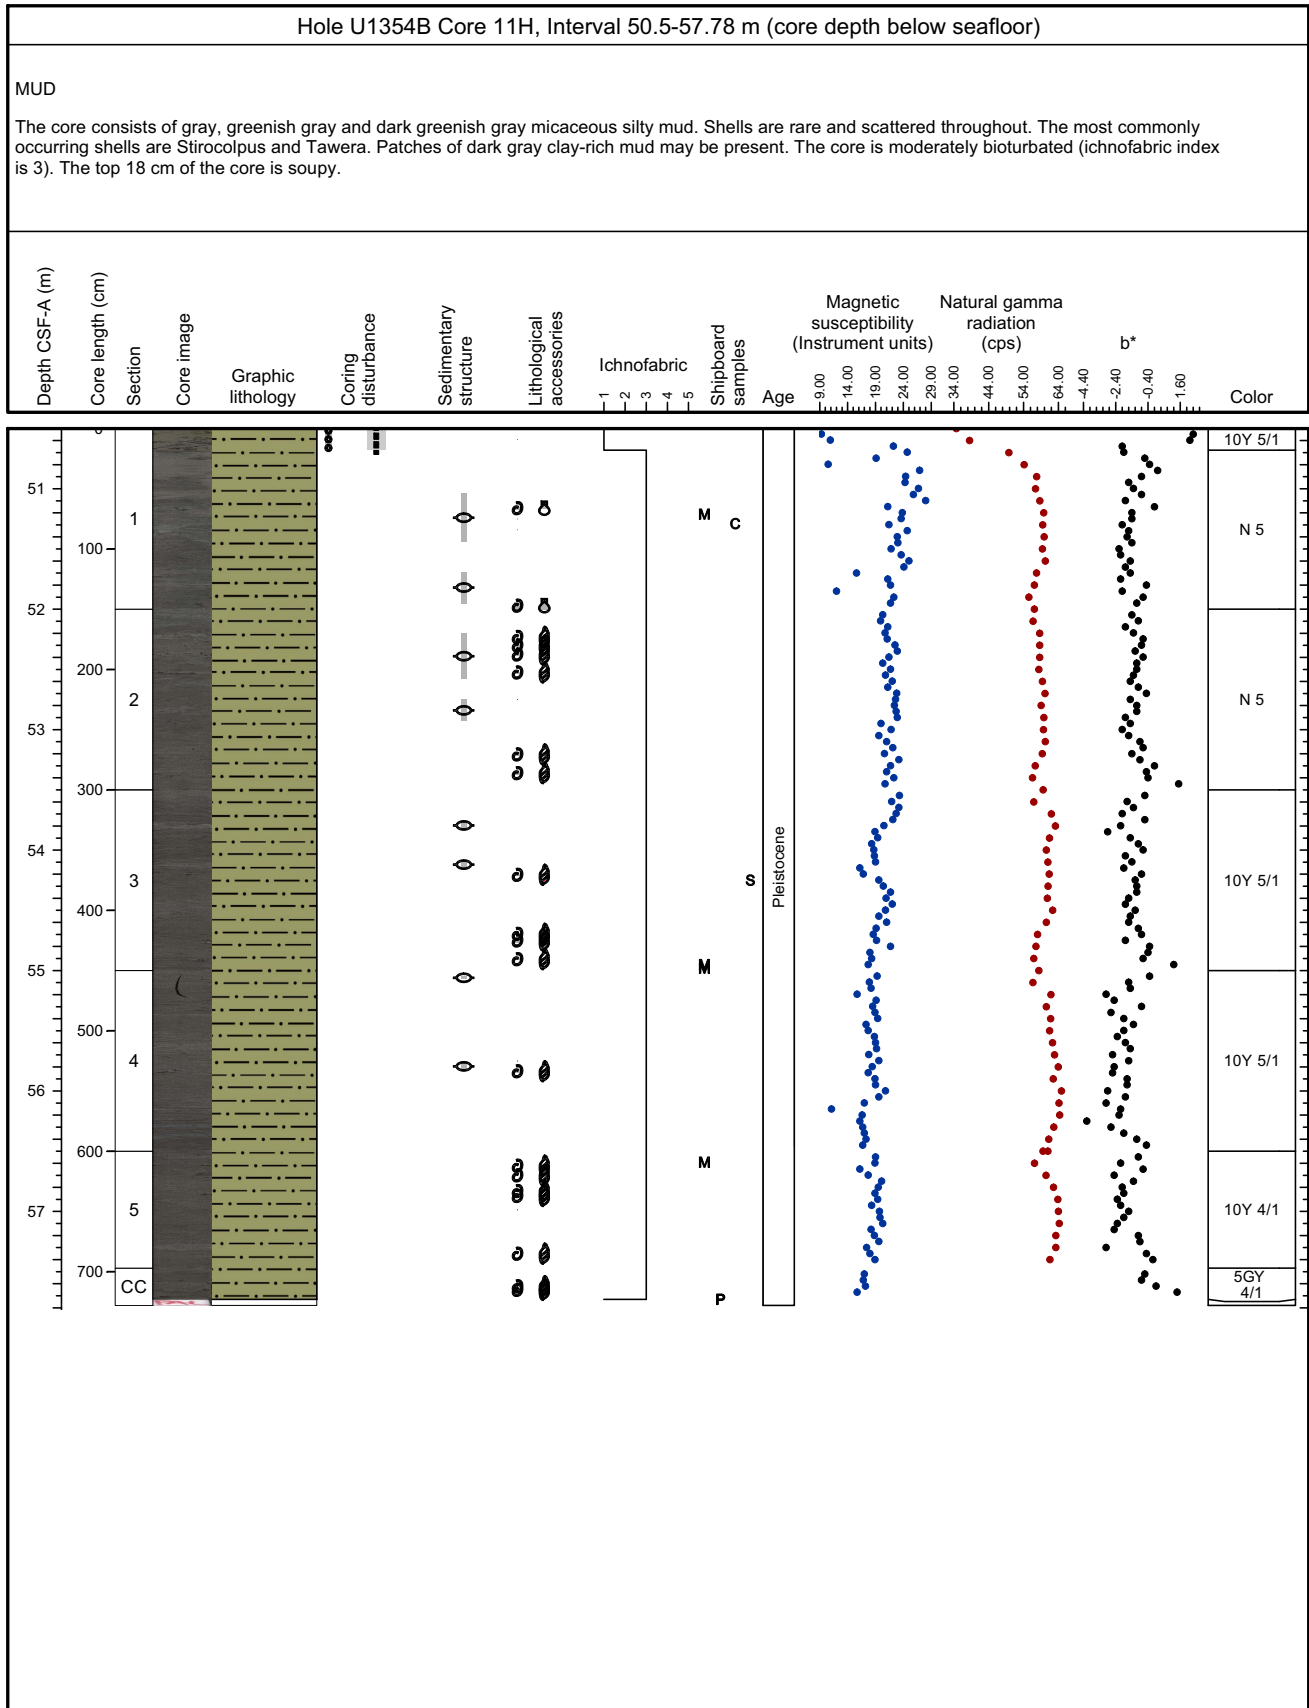 Hole U1354B Core 11H, Interval 50.5-57.78 m (core depth below seafloor)
MUD
The core consists of gray, greenish gray and dark greenish gray micaceous silty mud. Shells are rare and scattered throughout. The most commonly
occurring shells are Stirocolpus and Tawera. Patches of dark gray clay-rich mud may be present. The core is moderately bioturbated (ichnofabric index
is 3). The top 18 cm of the core is soupy.
Depth CSF-A (m)
Core length (cm)
Section
Core image
Graphic
lithology
Coring
disturbance
Sedimentary
structure
Lithological
accessories
Ichnofabric
1 2 3 4 5
Shipboard
samples
Age
Magnetic
susceptibility
(Instrument units)
9.00 14.00 19.00 24.00 29.00
Natural gamma
radiation
(cps)
34.00 44.00 54.00 64.00
b*
-4.40 -2.40 -0.40 1.60
Color
10Y 5/1
51
1
M
C
N 5
100
52
200
2
N 5
53
300
Pleistocene
54
3
S
10Y 5/1
400
M
55
M
500
4
10Y 5/1
56
600
M
57
5
10Y 4/1
700
CC
5GY
4/1
P